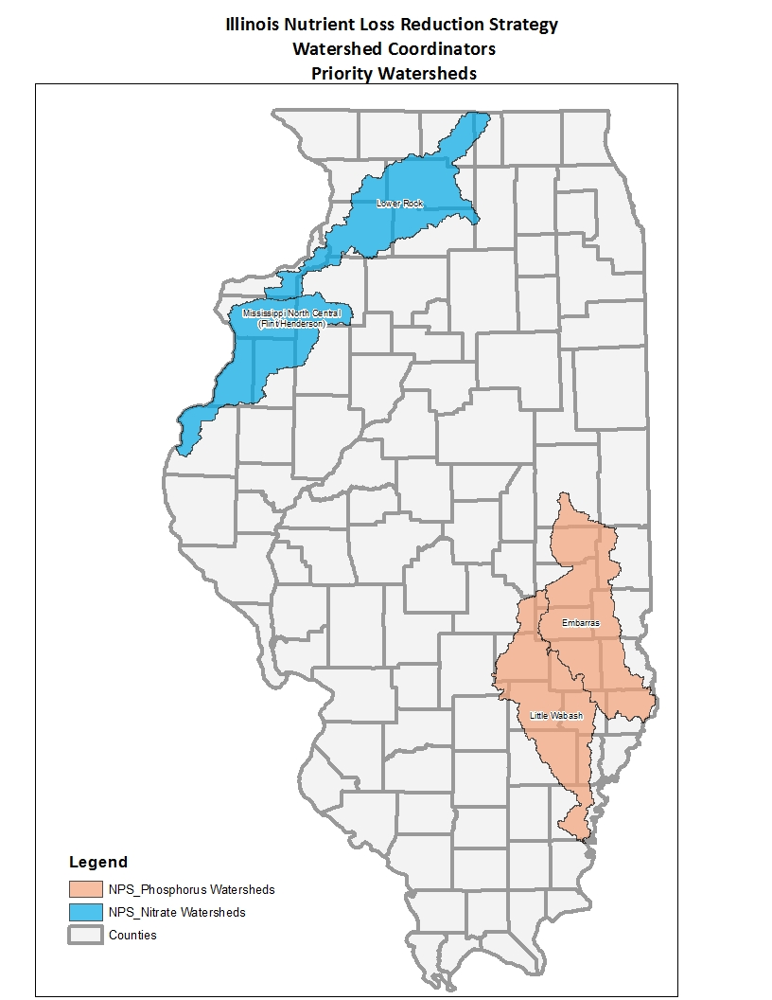 Illinois Nutrient Loss Reduction Strategy
Watershed Coordinators
Priority Watersheds
Lower Rock
Mississippi North Central
(Flint/Henderson)
Embarras
Little Wabash
Legend
NPS_Phosphorus Watersheds
NPS_Nitrate Watersheds
Counties